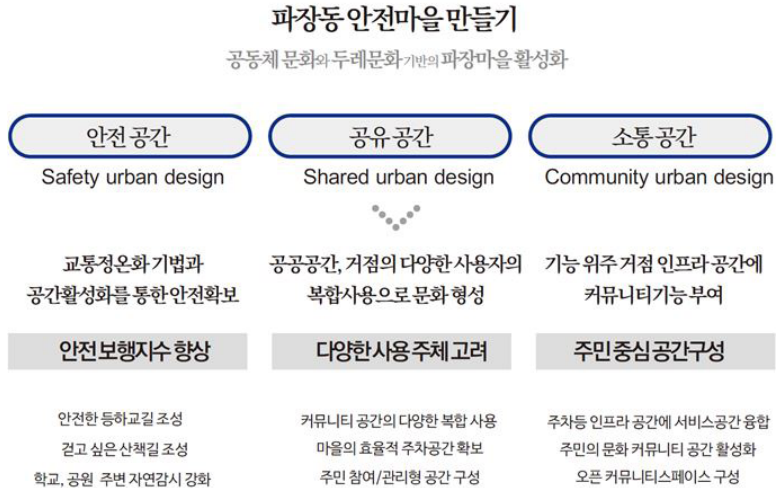 파장동 안전마을 만들기
공동체 문화와 두레문화 기반의 파장마을 활성화
안전 공간
공유 공간
소통 공간
Safety urban design
Shared urban design
Community urban design
교통정온화 기법과
공간활성화를 통한 안전확보
공공공간, 거점의 다양한 사용자의
복합사용으로 문화 형성
기능 위주 거점 인프라 공간에
커뮤니티기능 부여
안전 보행지수 향상
다양한 사용 주체 고려
주민 중심 공간구성
안전한 등하교길 조성
걷고 싶은 산책길 조성
학교, 공원 주변 자연감시 강화
커뮤니티 공간의 다양한 복합 사용
마을의 효율적 주차공간 확보
주민 참여/관리형 공간 구성
주차등 인프라 공간에 서비스공간 융합
주민의 문화 커뮤니티 공간 활성화
오픈 커뮤니티스페이스 구성